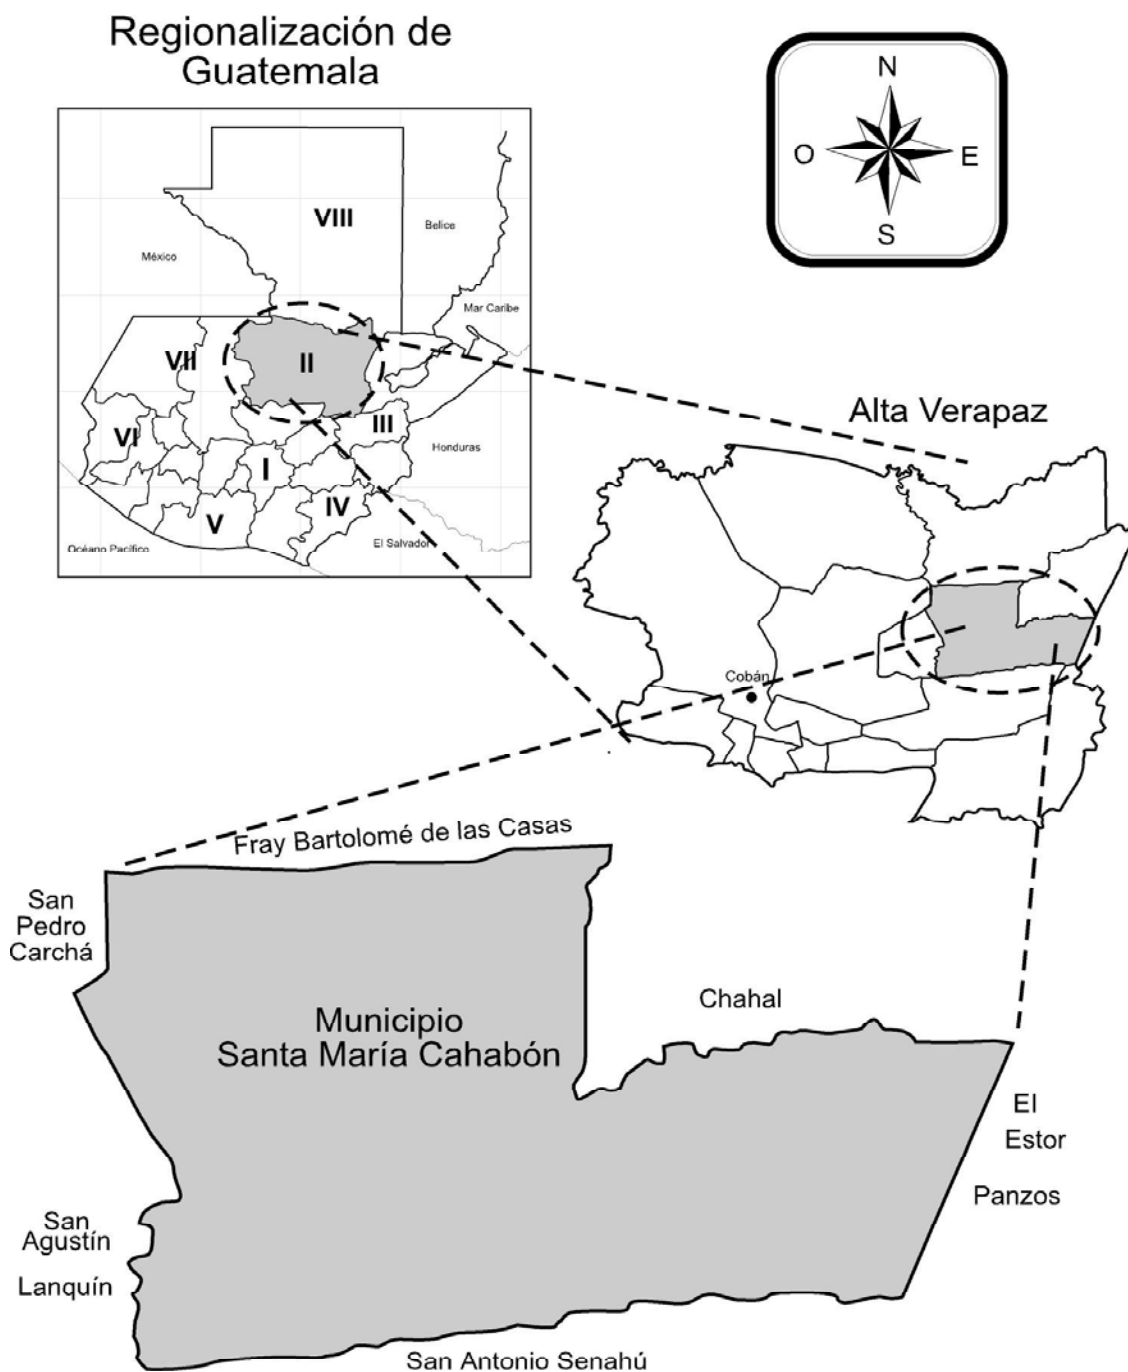 Regionalización de
Guatemala
N
O
E
S
VIII
Belice
México
Mar Caribe
VII
II
VI
III
I
Honduras
V
IV
Océano Pacífico
El Salvador
Alta Verapaz
Cobán
Fray Bartolomé de las Casas
San
Pedro
Carchá
Chahal
Municipio
Santa María Cahabón
El
Estor
Panzos
San
Agustín
Lanquín
San Antonio Senahú